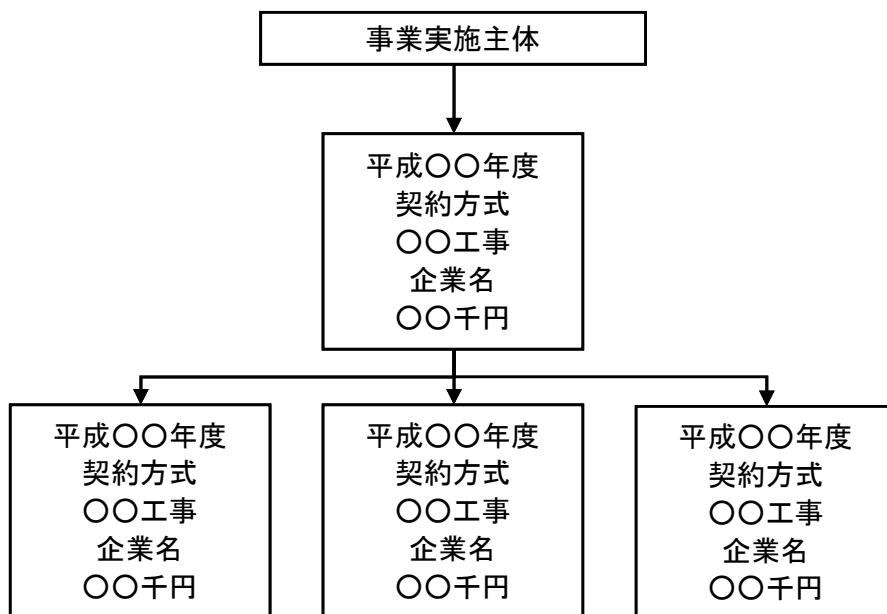 事業実施主体
平成〇〇年度
契約方式
〇〇工事
企業名
〇〇千円
平成〇〇年度
契約方式
〇〇工事
企業名
〇〇千円
平成〇〇年度
契約方式
〇〇工事
企業名
〇〇千円
平成〇〇年度
契約方式
〇〇工事
企業名
〇〇千円